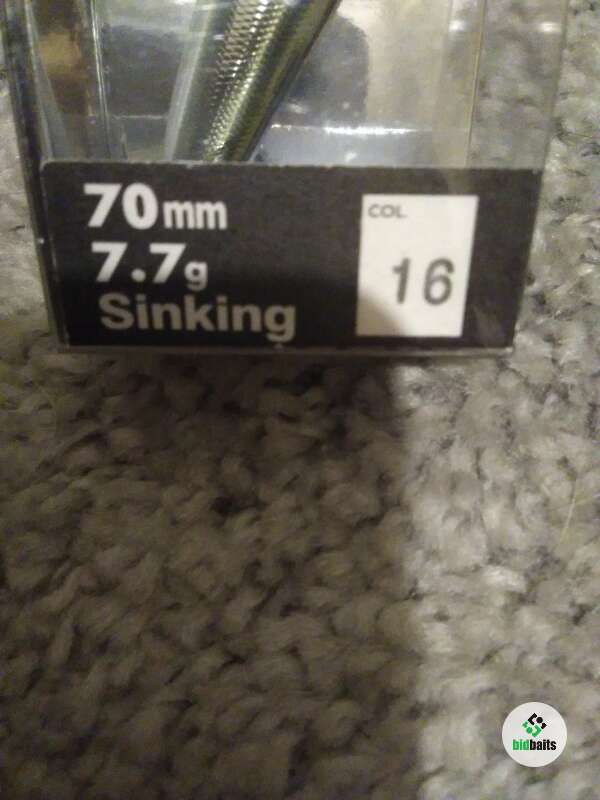 70mm
7.7g
Sinking
COL
16
bidbaits